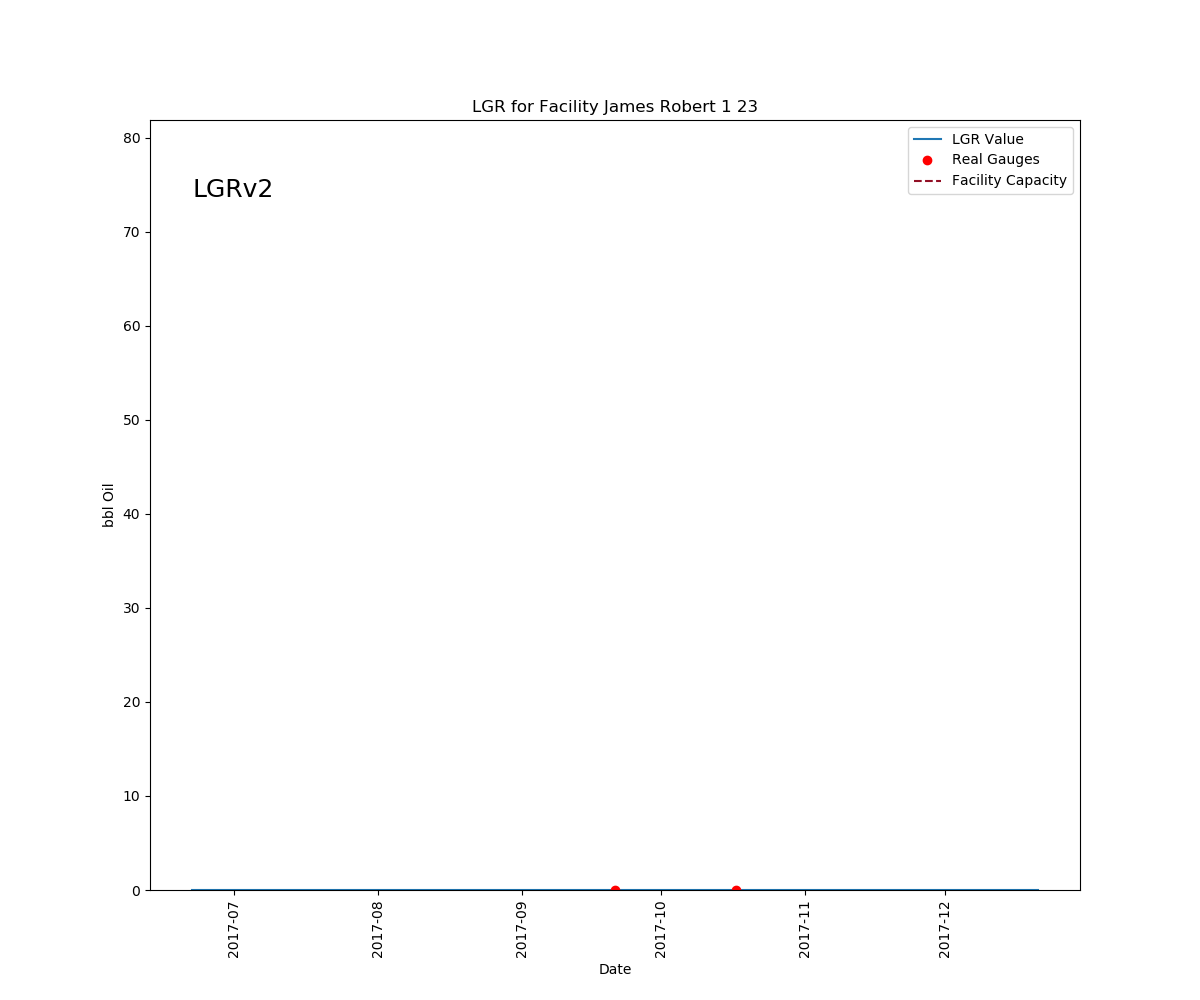 LGR for Facility James Robert 1 23
LGR Value
Real Gauges
Facility Capacity
LGRv2
80
70
60
50
40
30
20
10
0
bbl Oil
2017-07
2017-08
2017-09
2017-10
2017-11
2017-12
Date